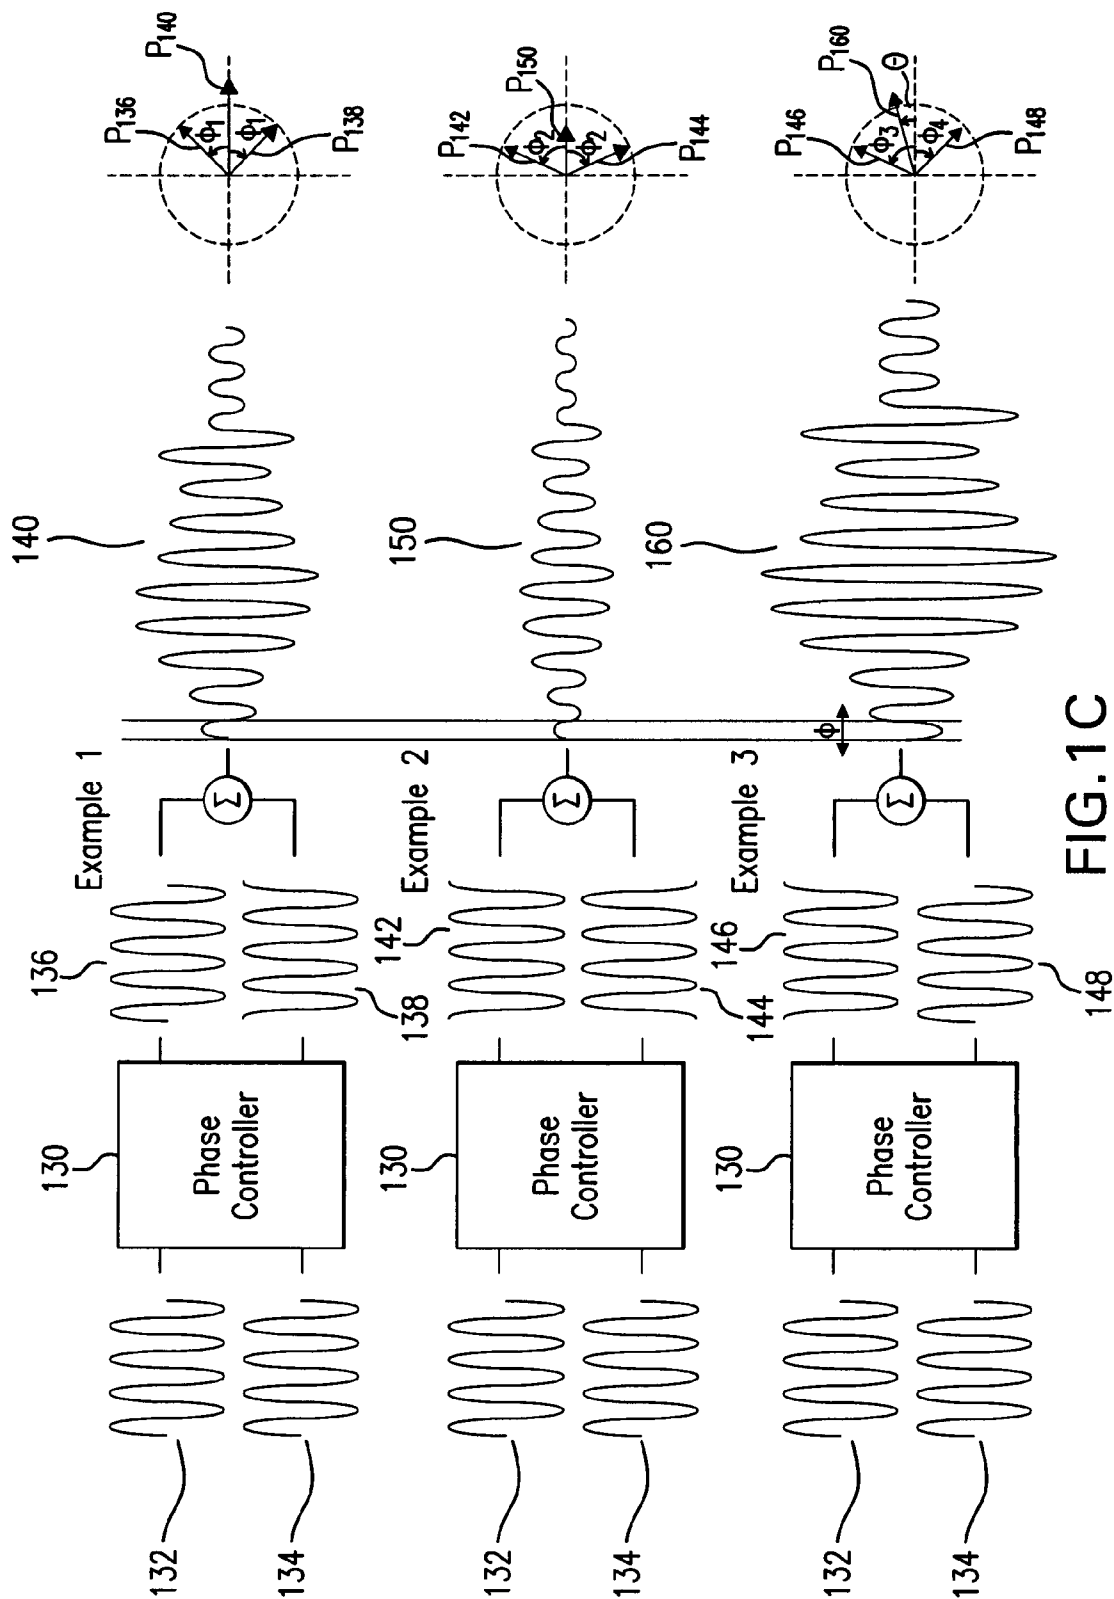 Example 1
132
134
130
Phase
Controller
136
138
Σ
140
P136
ϕ1
ϕ1
P138
P140
Example 2
132
134
130
Phase
Controller
142
144
Σ
150
P142
ϕ2
ϕ2
P144
P150
Example 3
132
134
130
Phase
Controller
146
148
Σ
ϕ
160
P146
ϕ3
ϕ4
P148
P160
Θ
FIG.1C